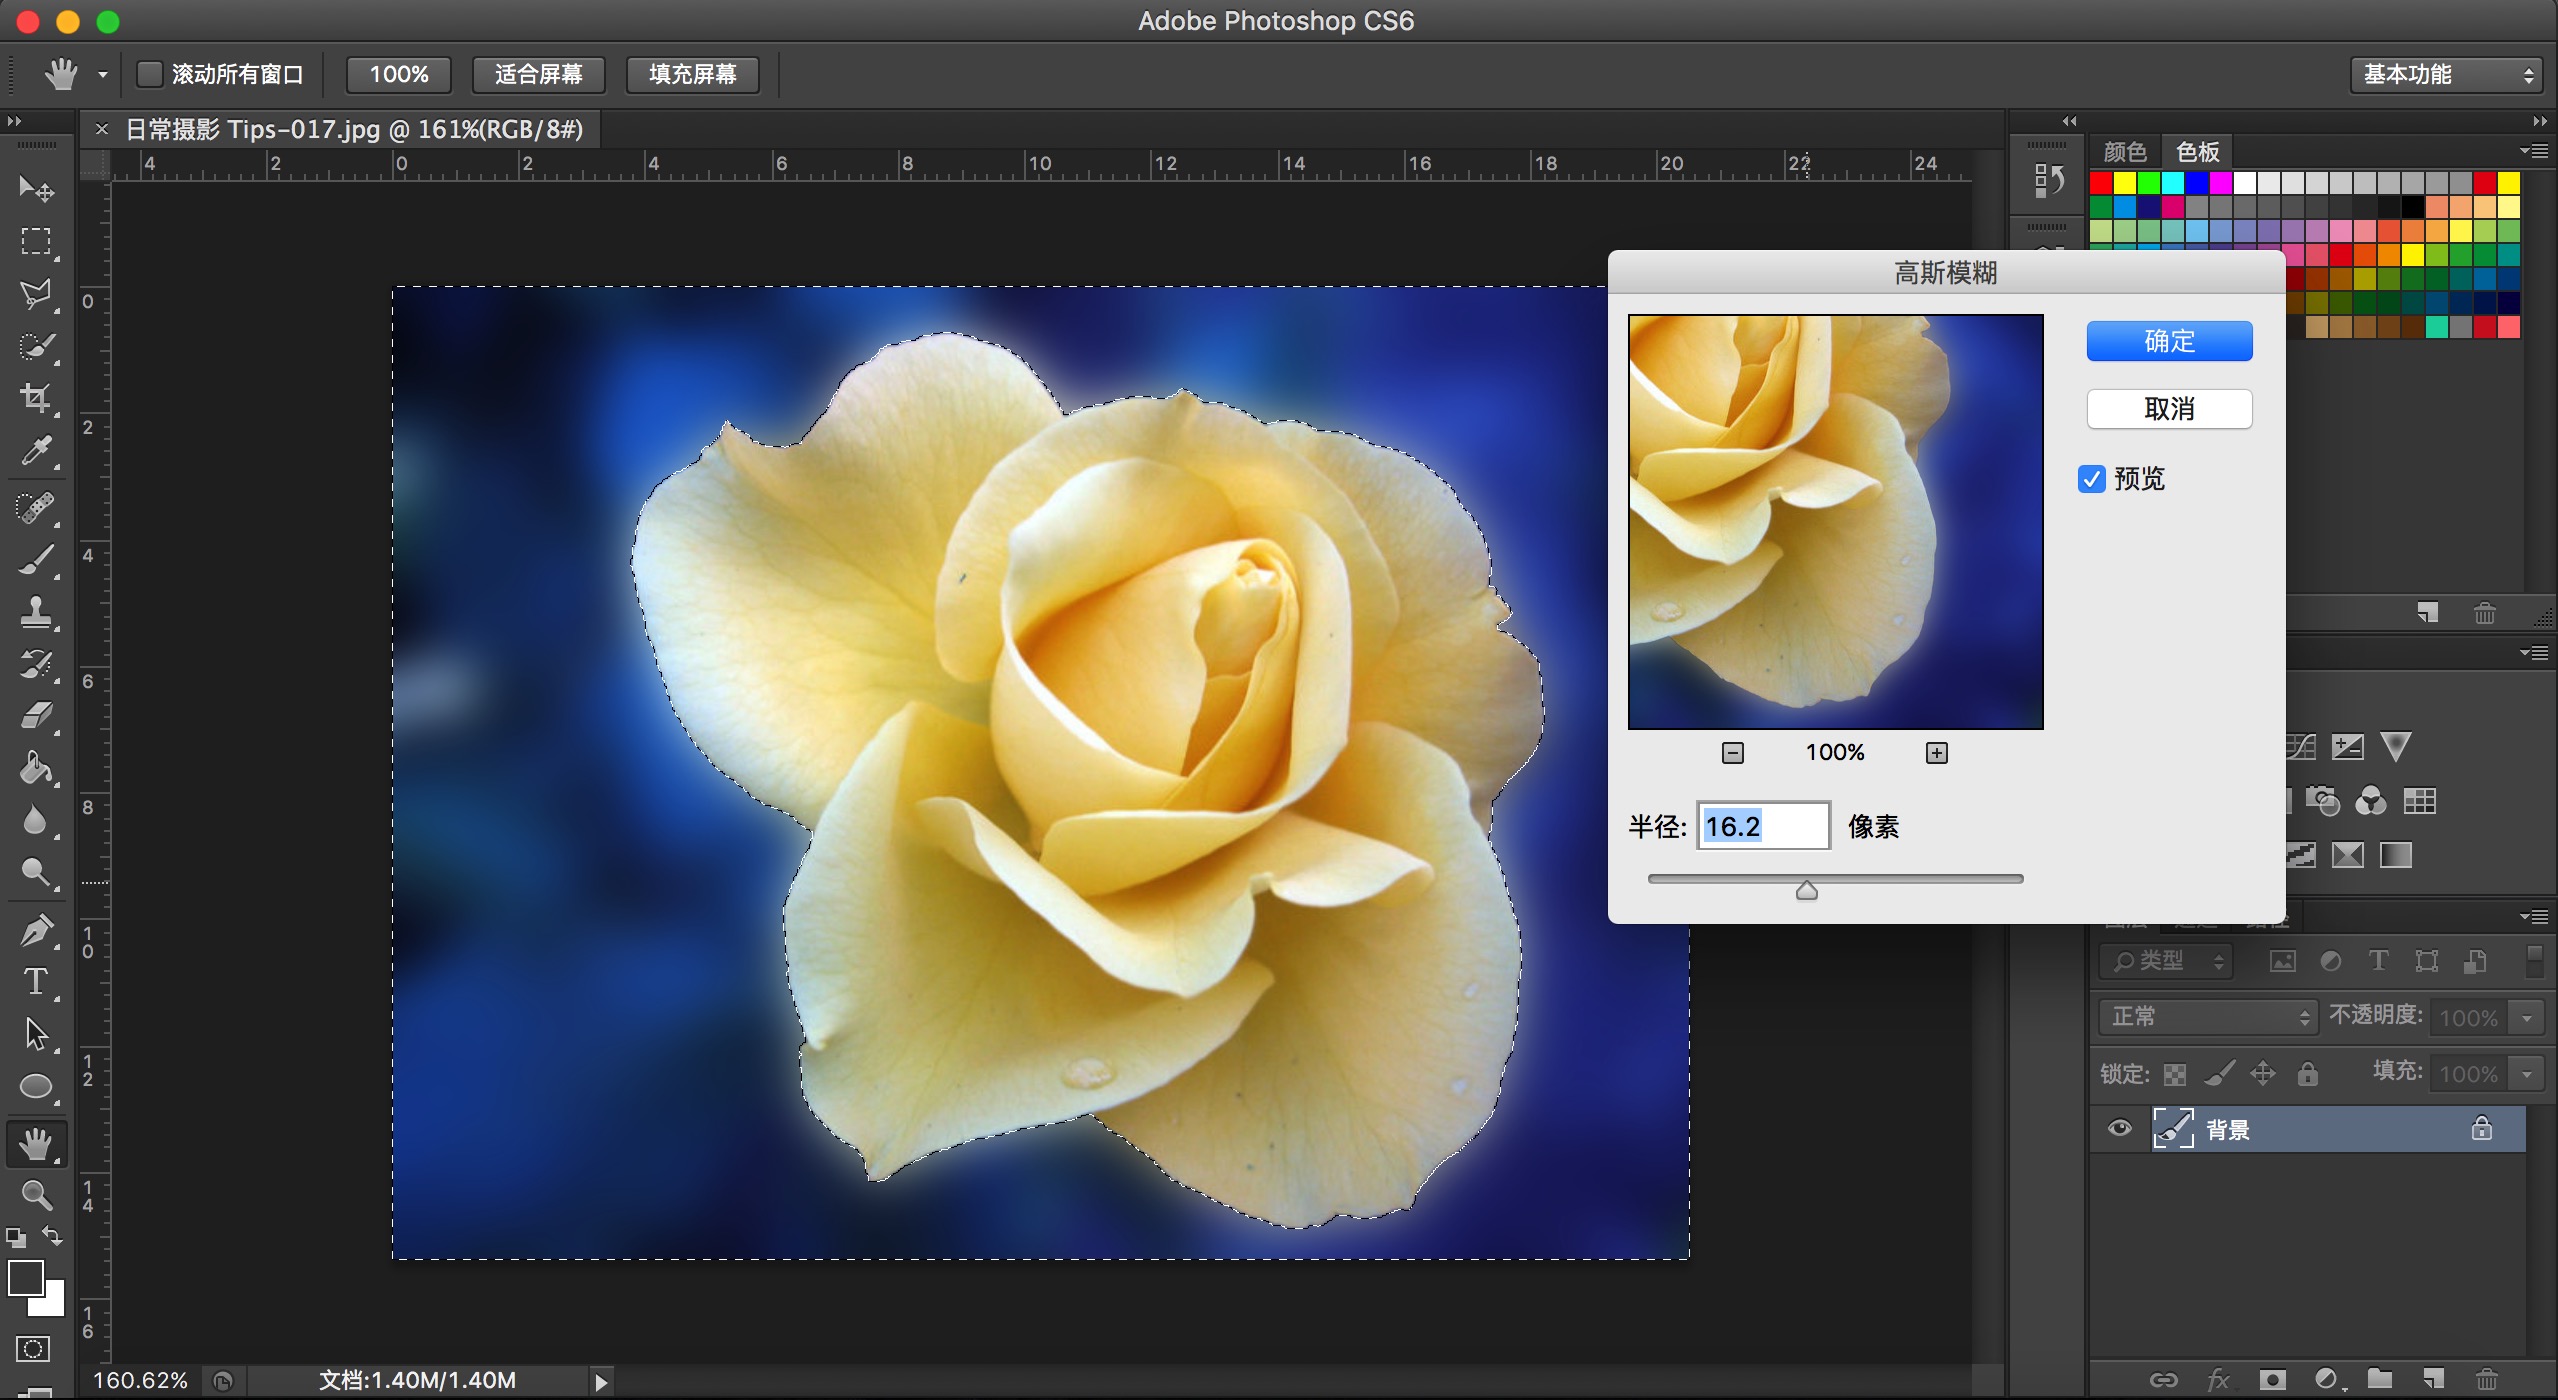 Adobe Photoshop CS6
滚动所有窗口 100% 适合屏幕 填充屏幕 基本功能
× 日常摄影 Tips-017.jpg @ 161%(RGB/8#)
4 2 0 2 4 6 8 10 12 14 16 18 20 22 24
颜色 色板
高斯模糊
确定
取消
预览
100%
半径: 16.2 像素
0
2
4
6
8
10
12
14
16
类型
正常 不透明度: 100%
锁定: 填充: 100%
背景
T
fx
160.62% 文档:1.40M/1.40M